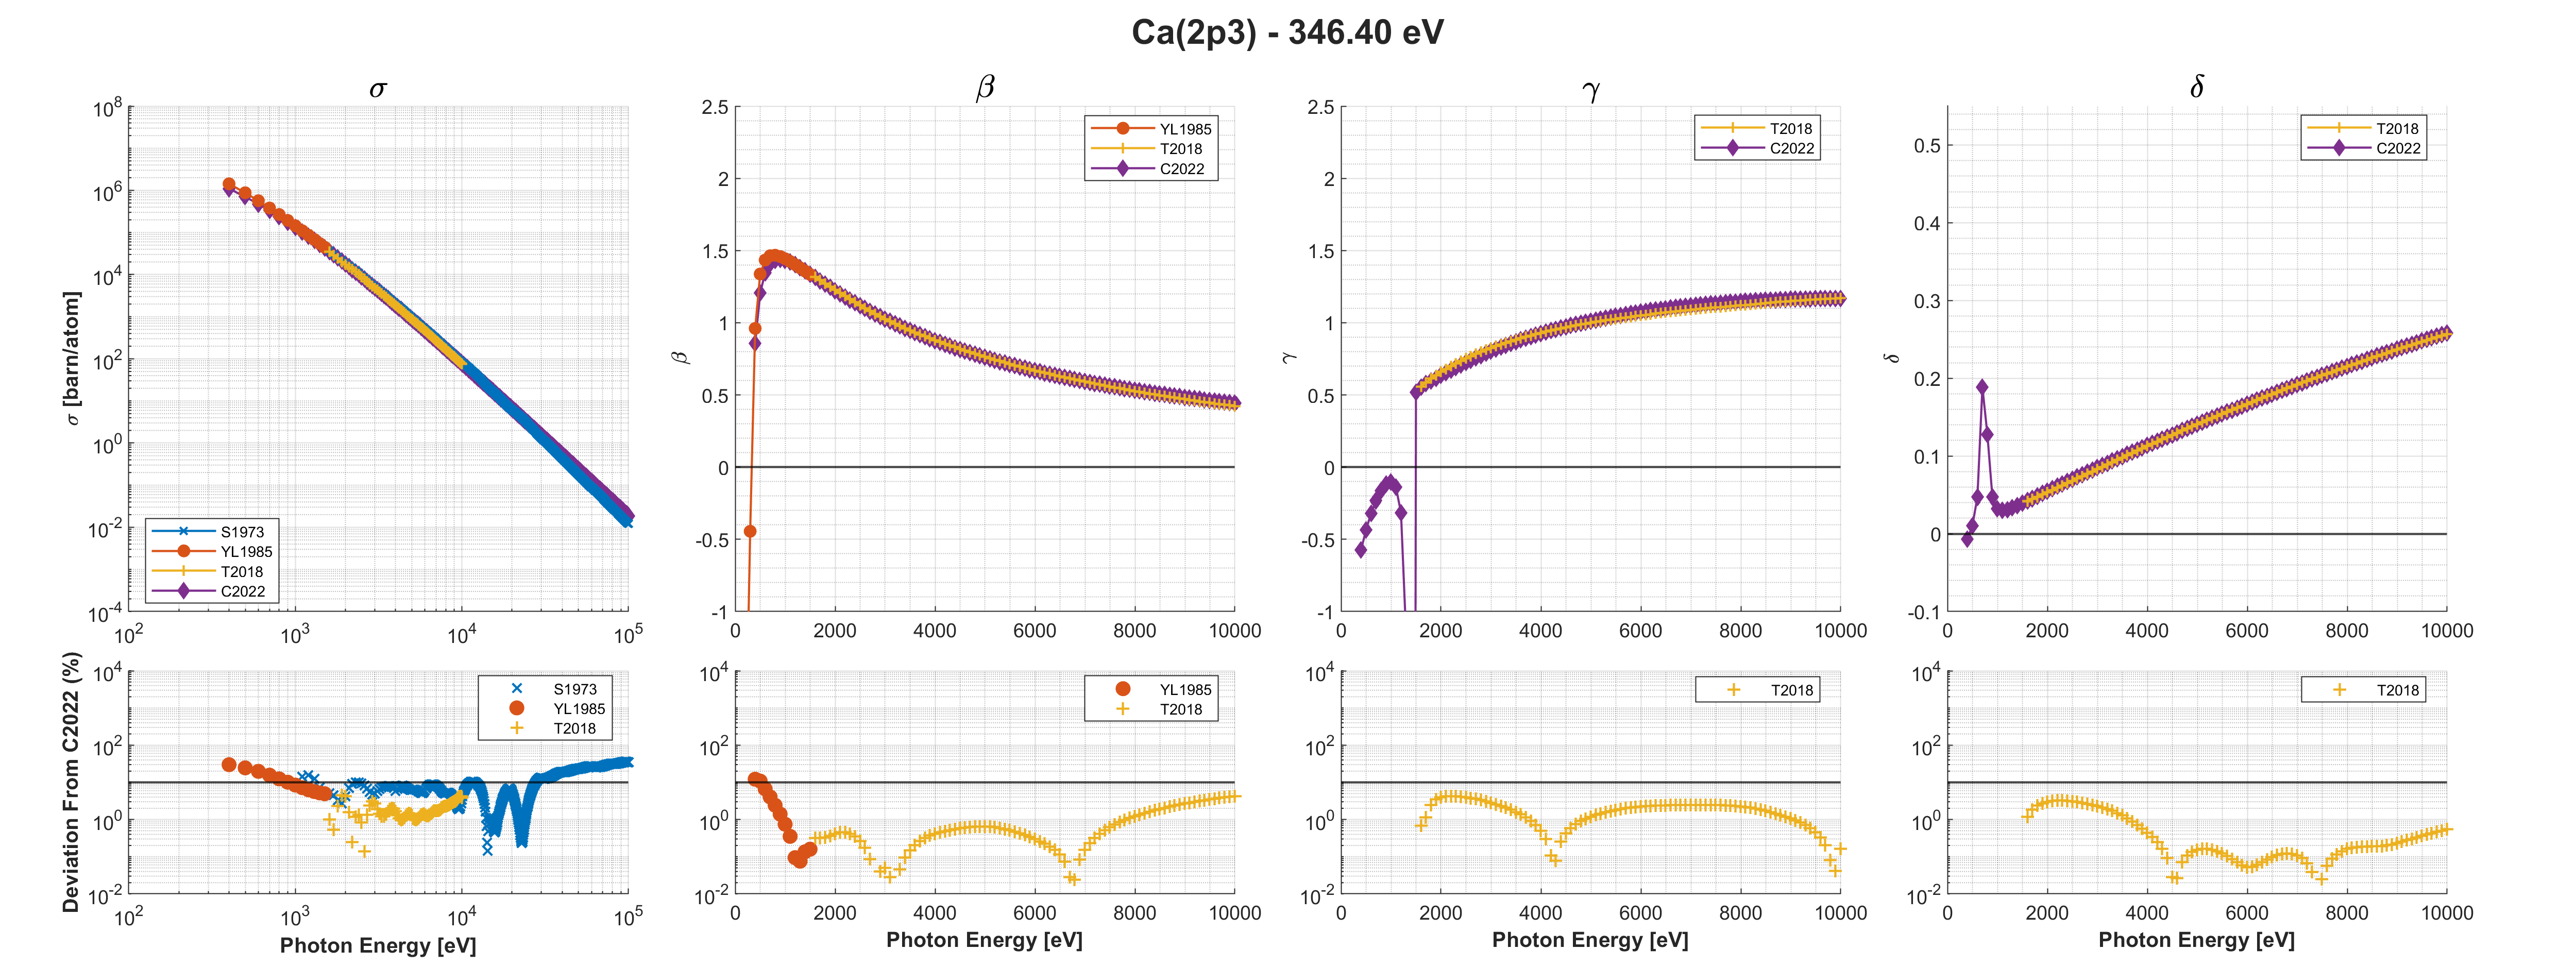 Ca(2p3) - 346.40 eV
σ
10^8
10^6
10^4
10^2
10^0
10^-2
10^-4
σ [barn/atom]
S1973
YL1985
T2018
C2022
10^2 10^3 10^4 10^5
β
2.5
2
1.5
1
0.5
0
-0.5
-1
β
YL1985
T2018
C2022
0 2000 4000 6000 8000 10000
γ
2.5
2
1.5
1
0.5
0
-0.5
-1
γ
T2018
C2022
0 2000 4000 6000 8000 10000
δ
0.5
0.4
0.3
0.2
0.1
0
-0.1
δ
T2018
C2022
0 2000 4000 6000 8000 10000
Deviation From C2022 (%)
10^4
10^2
10^0
10^-2
S1973
YL1985
T2018
10^2 10^3 10^4 10^5
Photon Energy [eV]
10^4
10^2
10^0
10^-2
YL1985
T2018
0 2000 4000 6000 8000 10000
Photon Energy [eV]
10^4
10^2
10^0
10^-2
T2018
0 2000 4000 6000 8000 10000
Photon Energy [eV]
10^4
10^2
10^0
10^-2
T2018
0 2000 4000 6000 8000 10000
Photon Energy [eV]